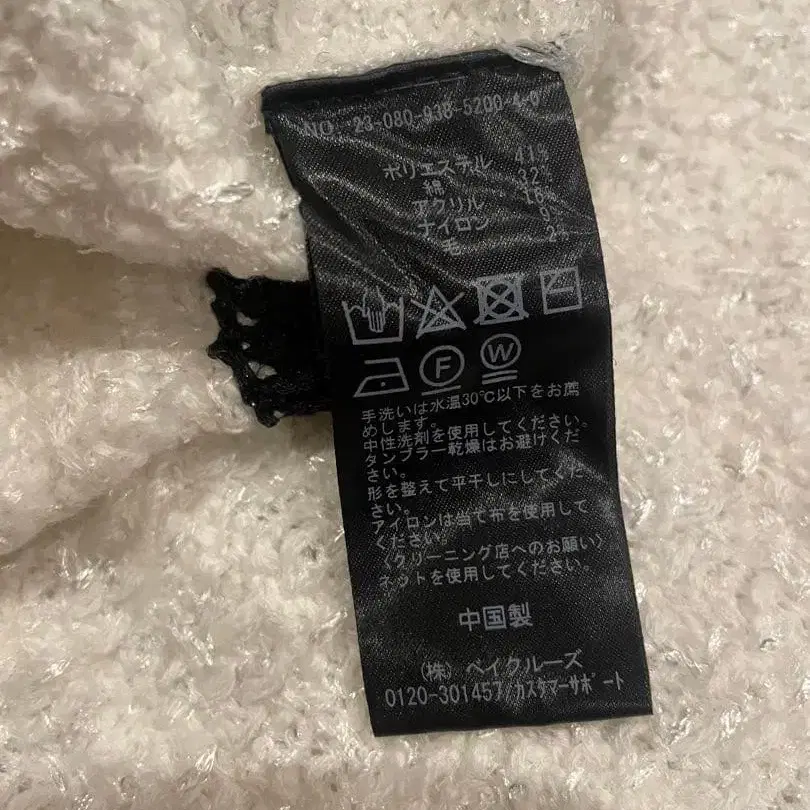 NO. 23-080-938-5200-4-0
ポリエステル 41%
綿 32%
アクリル 16%
ナイロン 9%
毛 2%
F W
手洗いは水温30℃以下をお薦
めします。
中性洗剤を使用してください。
タンブラー乾燥はお避けくだ
さい。
形を整えて平干しにしてくだ
さい。
アイロンは当て布を使用して
ください。
〈クリーニング店へのお願い〉
ネットを使用してください。
中国製
(株) ベイクルーズ
0120-301457/カスタマーサポート